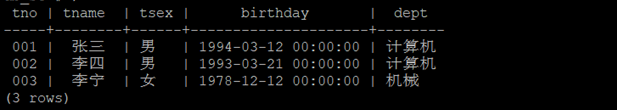 tno | tname | tsex | birthday | dept
-----+--------+------+---------------------+--------
001 | 张三 | 男 | 1994-03-12 00:00:00 | 计算机
002 | 李四 | 男 | 1993-03-21 00:00:00 | 计算机
003 | 李宁 | 女 | 1978-12-12 00:00:00 | 机械
(3 rows)